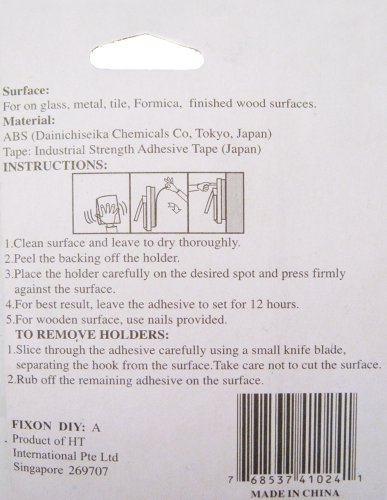 Surface:
For on glass, metal, tile, Formica, finished wood surfaces.
Material:
ABS (Dainichiseika Chemicals Co, Tokyo, Japan)
Tape: Industrial Strength Adhesive Tape (Japan)
INSTRUCTIONS:
1.Clean surface and leave to dry thoroughly.
2.Peel the backing off the holder.
3.Place the holder carefully on the desired spot and press firmly
against the surface.
4.For best result, leave the adhesive to set for 12 hours.
5.For wooden surface, use nails provided.
TO REMOVE HOLDERS:
1.Slice through the adhesive carefully using a small knife blade,
separating the hook from the surface.Take care not to cut the surface.
2.Rub off the remaining adhesive on the surface.
FIXON DIY: A
Product of HT
International Pte Ltd
Singapore 269707
7 68537 41024 1
MADE IN CHINA